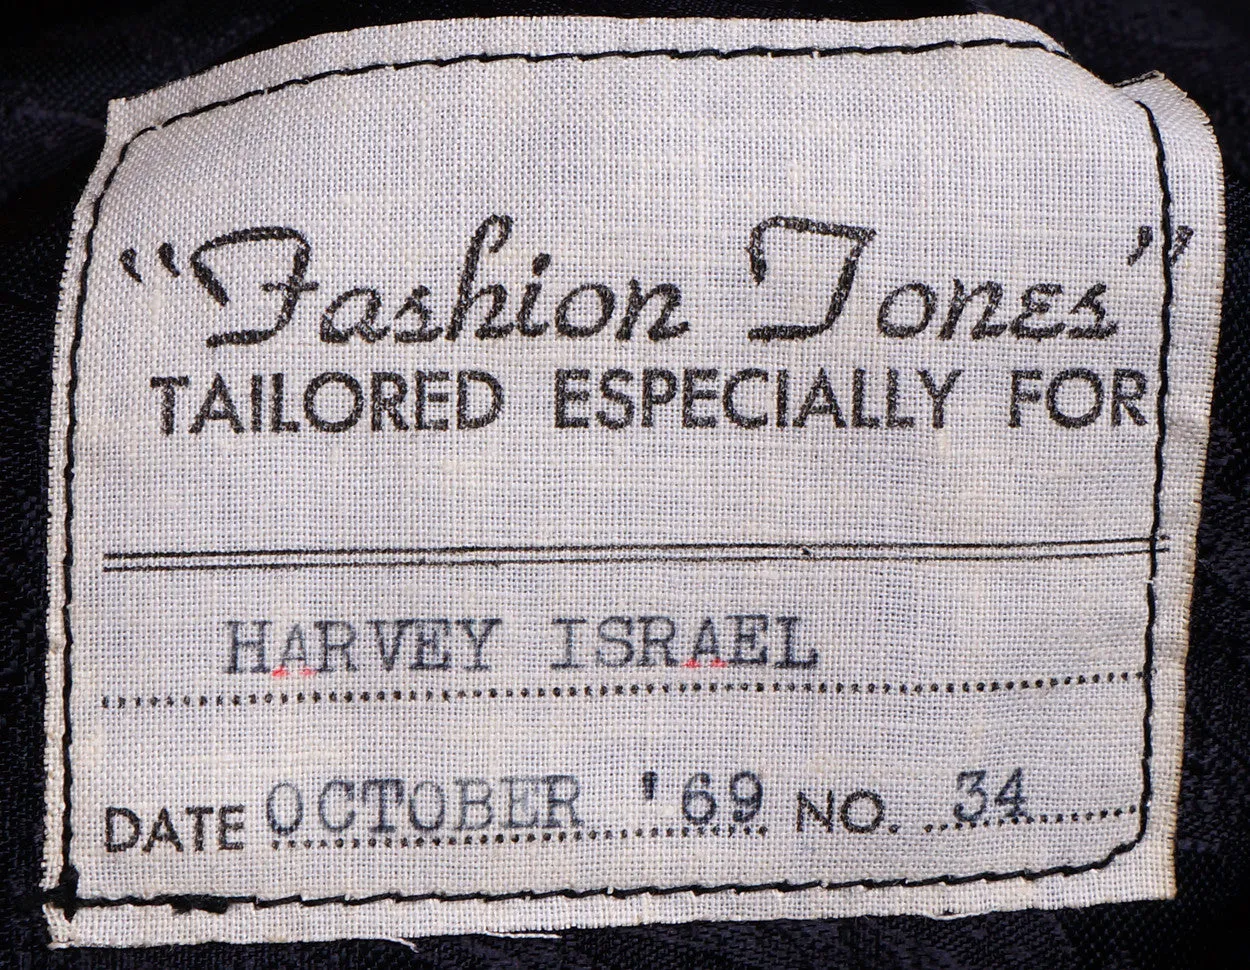 "Fashion Tones"
TAILORED ESPECIALLY FOR
HARVEY ISRAEL
DATE OCTOBER '69 NO. 34